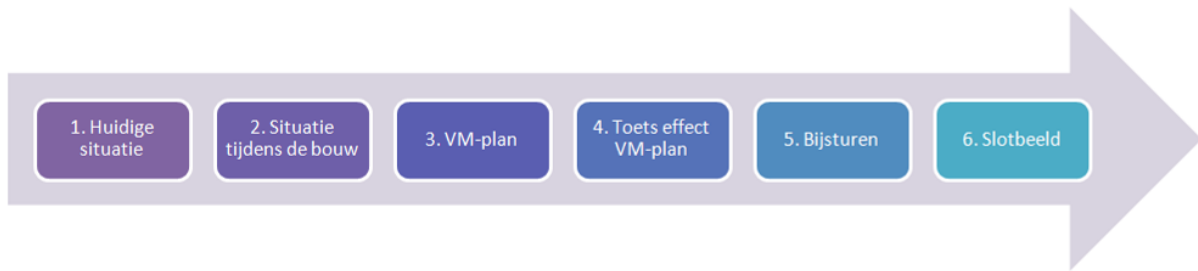 1. Huidige
situatie
2. Situatie
tijdens de bouw
3. VM-plan
4. Toets effect
VM-plan
5. Bijsturen
6. Slotbeeld